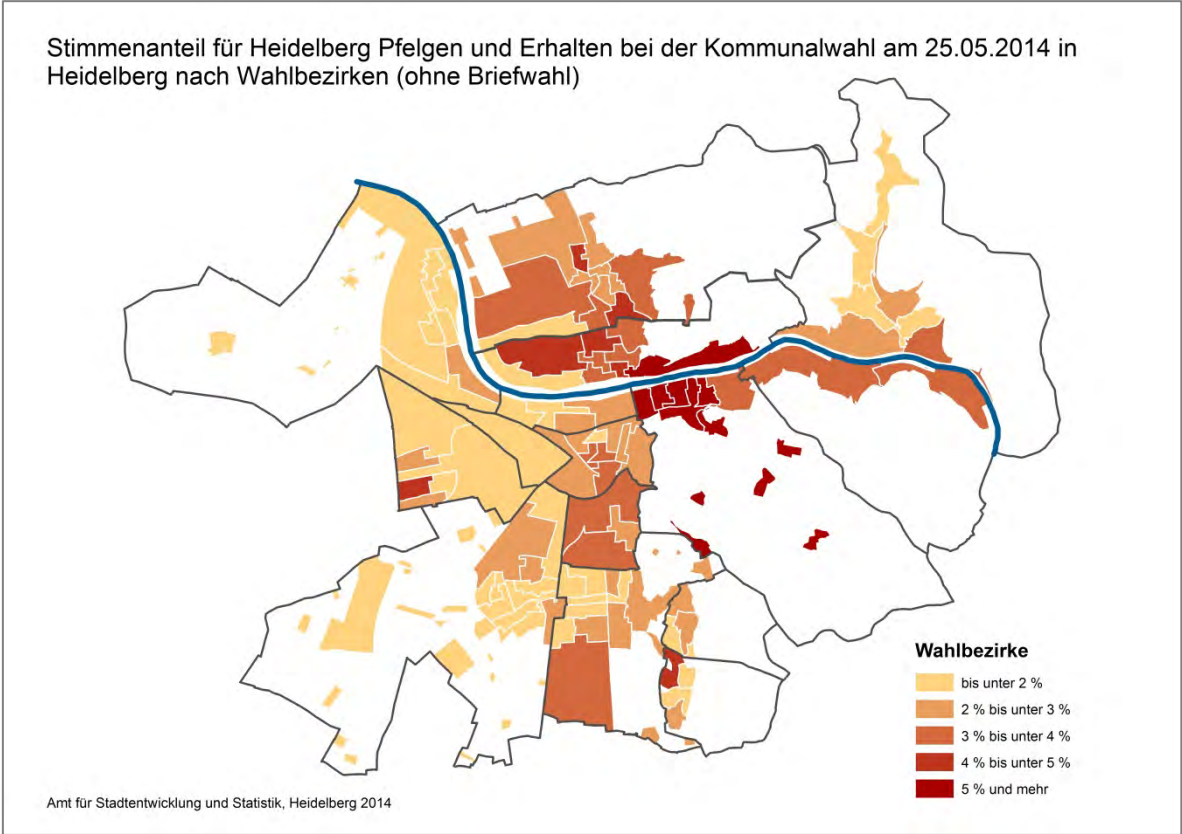 Stimmenanteil für Heidelberg Pfelgen und Erhalten bei der Kommunalwahl am 25.05.2014 in
Heidelberg nach Wahlbezirken (ohne Briefwahl)
Wahlbezirke
bis unter 2 %
2 % bis unter 3 %
3 % bis unter 4 %
4 % bis unter 5 %
5 % und mehr
Amt für Stadtentwicklung und Statistik, Heidelberg 2014